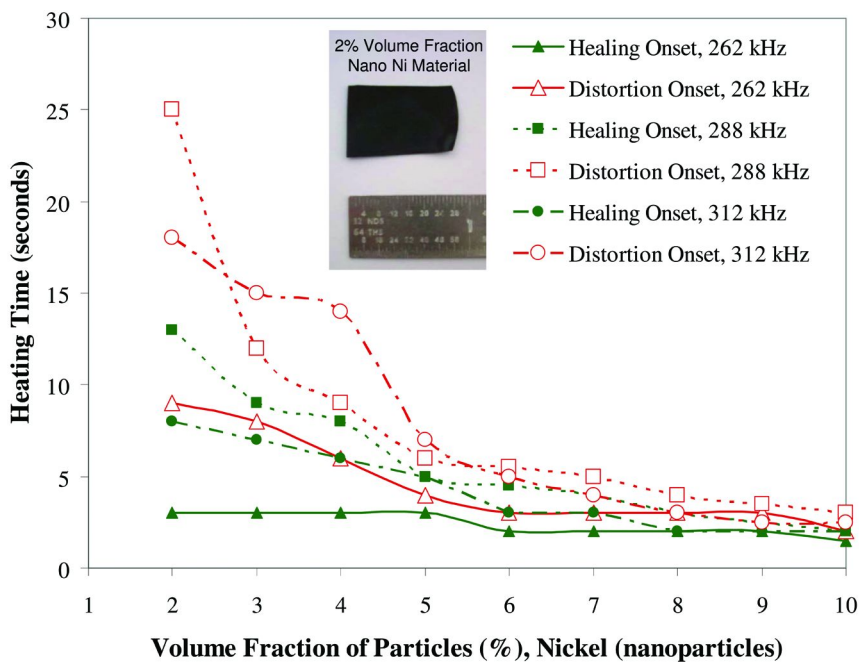 30
25
20
15
10
5
0
Heating Time (seconds)
2% Volume Fraction
Nano Ni Material
1
Healing Onset, 262 kHz
Distortion Onset, 262 kHz
Healing Onset, 288 kHz
Distortion Onset, 288 kHz
Healing Onset, 312 kHz
Distortion Onset, 312 kHz
1 2 3 4 5 6 7 8 9 10
Volume Fraction of Particles (%), Nickel (nanoparticles)